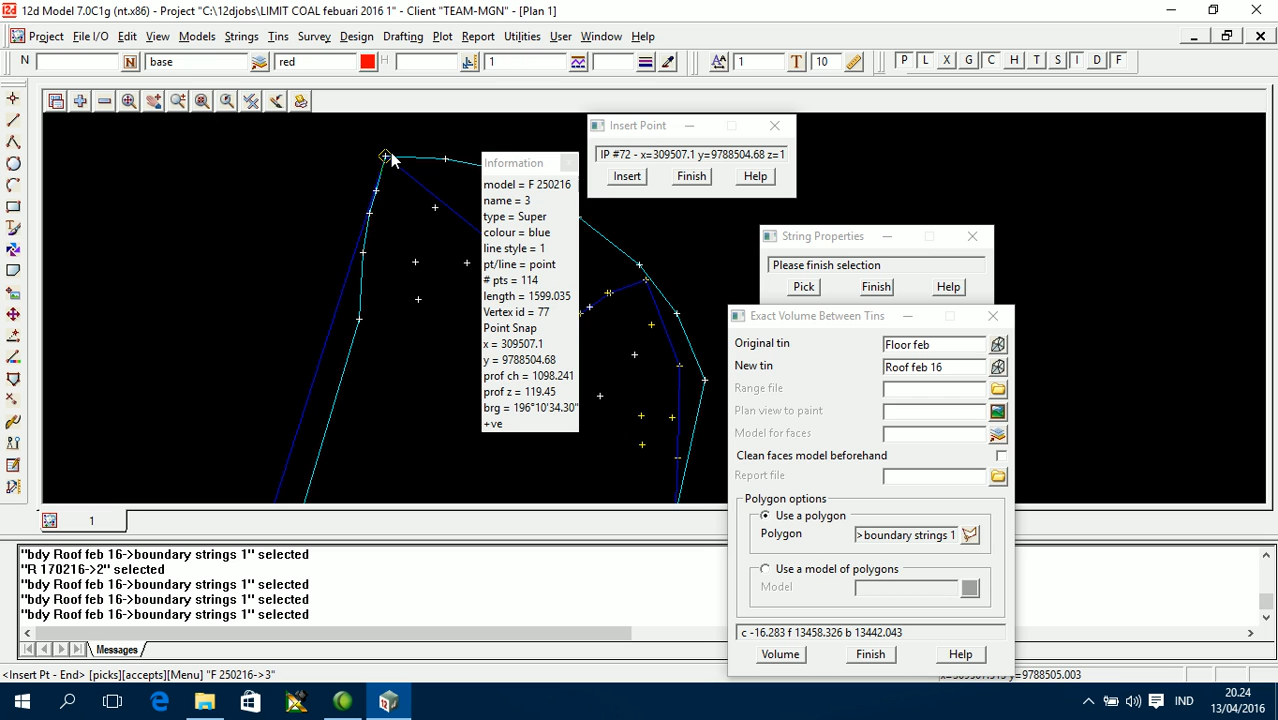 12d Model 7.0C1g (nt.x86) - Project "C:\12djobs\LIMIT COAL febuari 2016 1" - Client "TEAM-MGN" - [Plan 1]
Project File I/O Edit View Models Strings Tins Survey Design Drafting Plot Report Utilities User Window Help
N N base red H 1 1 T 10 P L X G C H T S I D F
Insert Point
IP #72 - x=309507.1 y=9788504.68 z=1
Insert Finish Help
Information
model = F 250216
name = 3
type = Super
colour = blue
line style = 1
pt/line = point
# pts = 114
length = 1599.035
Vertex id = 77
Point Snap
x = 309507.1
y = 9788504.68
prof ch = 1098.241
prof z = 119.45
brg = 196°10'34.30"
+ve
String Properties
Please finish selection
Pick Finish Help
Exact Volume Between Tins
Original tin Floor feb
New tin Roof feb 16
Range file
Plan view to paint
Model for faces
Clean faces model beforehand
Report file
Polygon options
Use a polygon
Polygon >boundary strings 1
Use a model of polygons
Model
c -16.283 f 13458.326 b 13442.043
Volume Finish Help
1
"bdy Roof feb 16->boundary strings 1" selected
"R 170216->2" selected
"bdy Roof feb 16->boundary strings 1" selected
"bdy Roof feb 16->boundary strings 1" selected
"bdy Roof feb 16->boundary strings 1" selected
Messages
<Insert Pt - End> [picks][accepts][Menu] "F 250216->3"
y=9788505.003
IND
20.24
13/04/2016